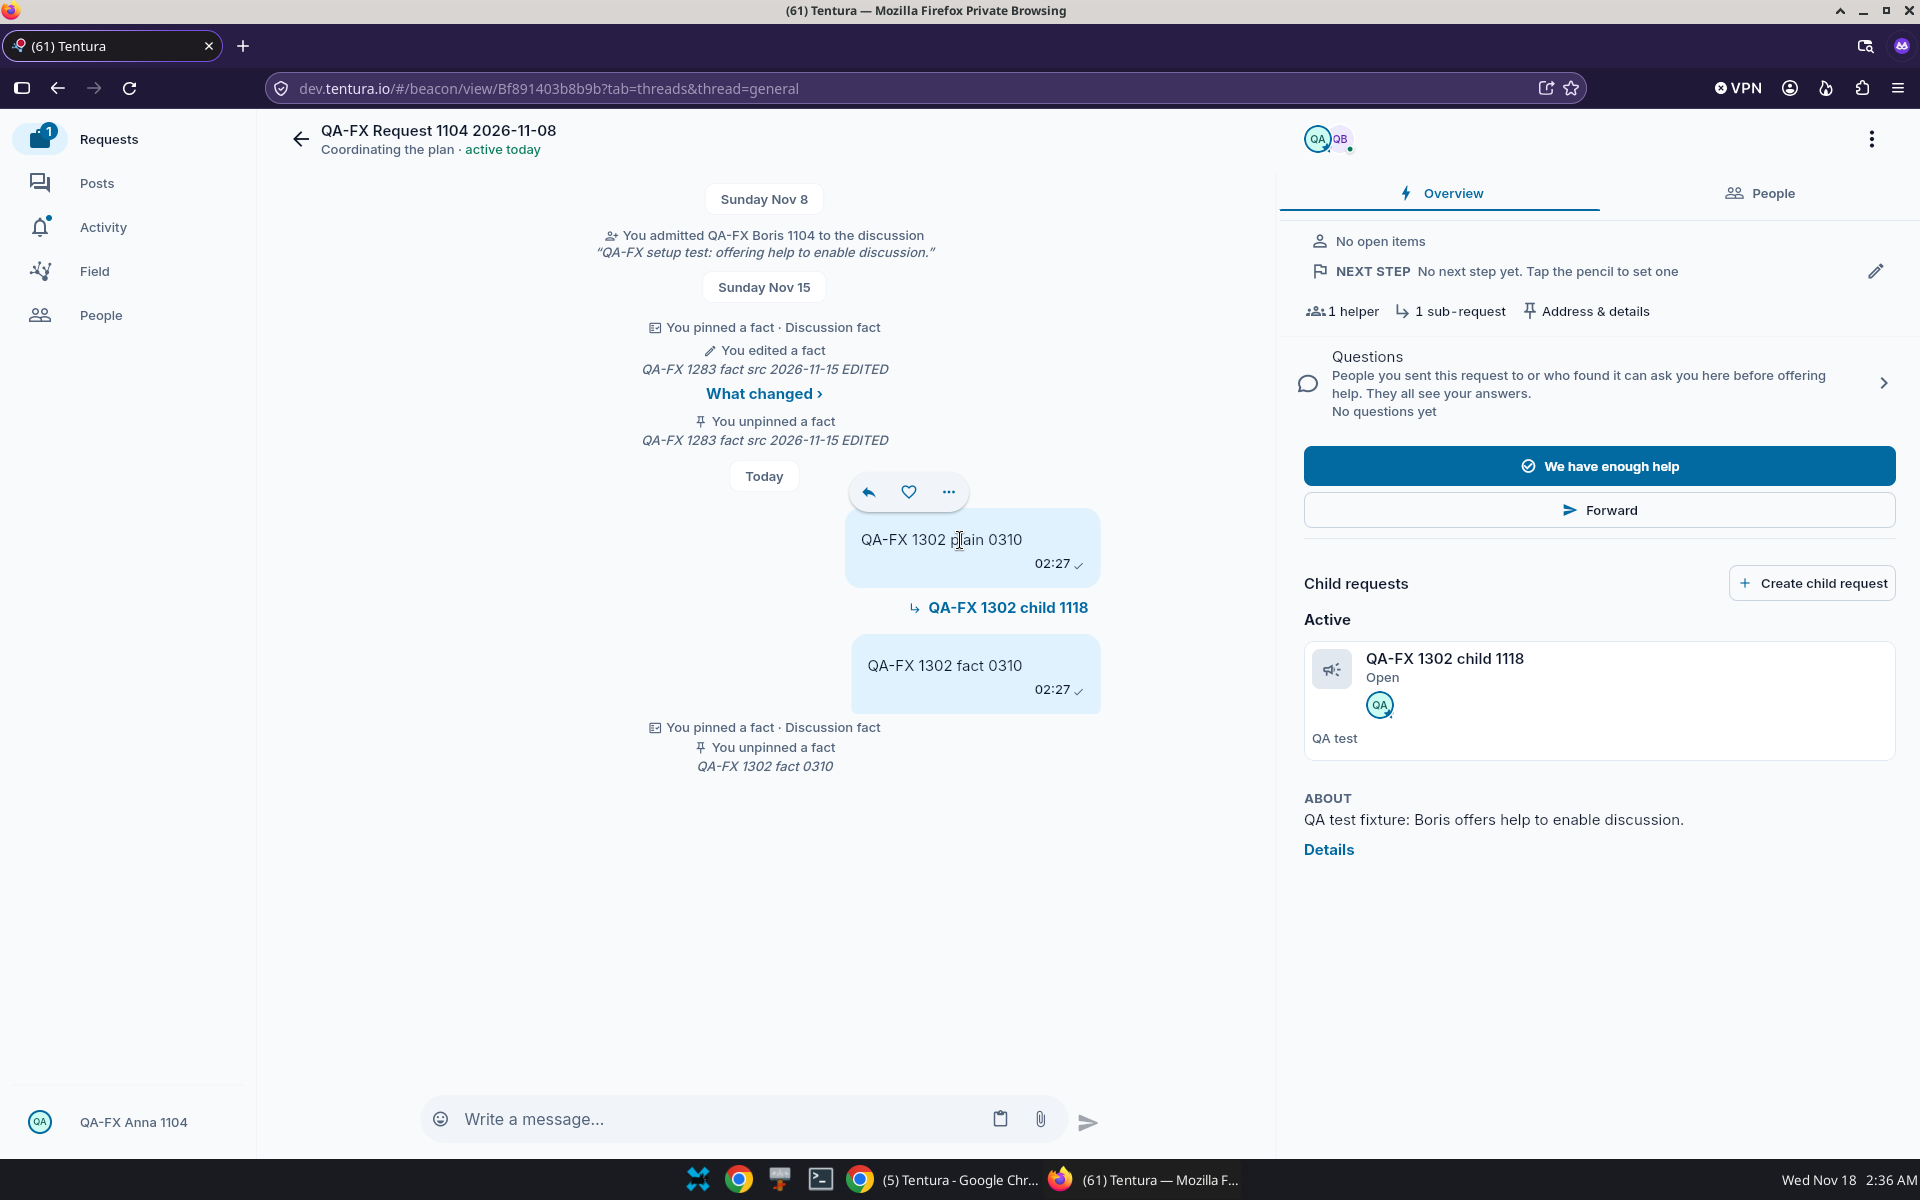 (61) Tentura — Mozilla Firefox Private Browsing
(61) Tentura
dev.tentura.io/#/beacon/view/Bf891403b8b9b?tab=threads&thread=general
VPN
1
Requests
Posts
Activity
Field
People
QA
QA-FX Anna 1104
QA-FX Request 1104 2026-11-08
Coordinating the plan · active today
Sunday Nov 8
You admitted QA-FX Boris 1104 to the discussion
“QA-FX setup test: offering help to enable discussion.”
Sunday Nov 15
You pinned a fact · Discussion fact
You edited a fact
QA-FX 1283 fact src 2026-11-15 EDITED
What changed ›
You unpinned a fact
QA-FX 1283 fact src 2026-11-15 EDITED
Today
QA-FX 1302 plain 0310
02:27
QA-FX 1302 child 1118
QA-FX 1302 fact 0310
02:27
You pinned a fact · Discussion fact
You unpinned a fact
QA-FX 1302 fact 0310
Write a message...
QA QB
Overview
People
No open items
NEXT STEP No next step yet. Tap the pencil to set one
1 helper
1 sub-request
Address & details
Questions
People you sent this request to or who found it can ask you here before offering
help. They all see your answers.
No questions yet
We have enough help
Forward
Child requests
Create child request
Active
QA-FX 1302 child 1118
Open
QA
QA test
ABOUT
QA test fixture: Boris offers help to enable discussion.
Details
(5) Tentura - Google Chr...
(61) Tentura — Mozilla F...
Wed Nov 18 2:36 AM